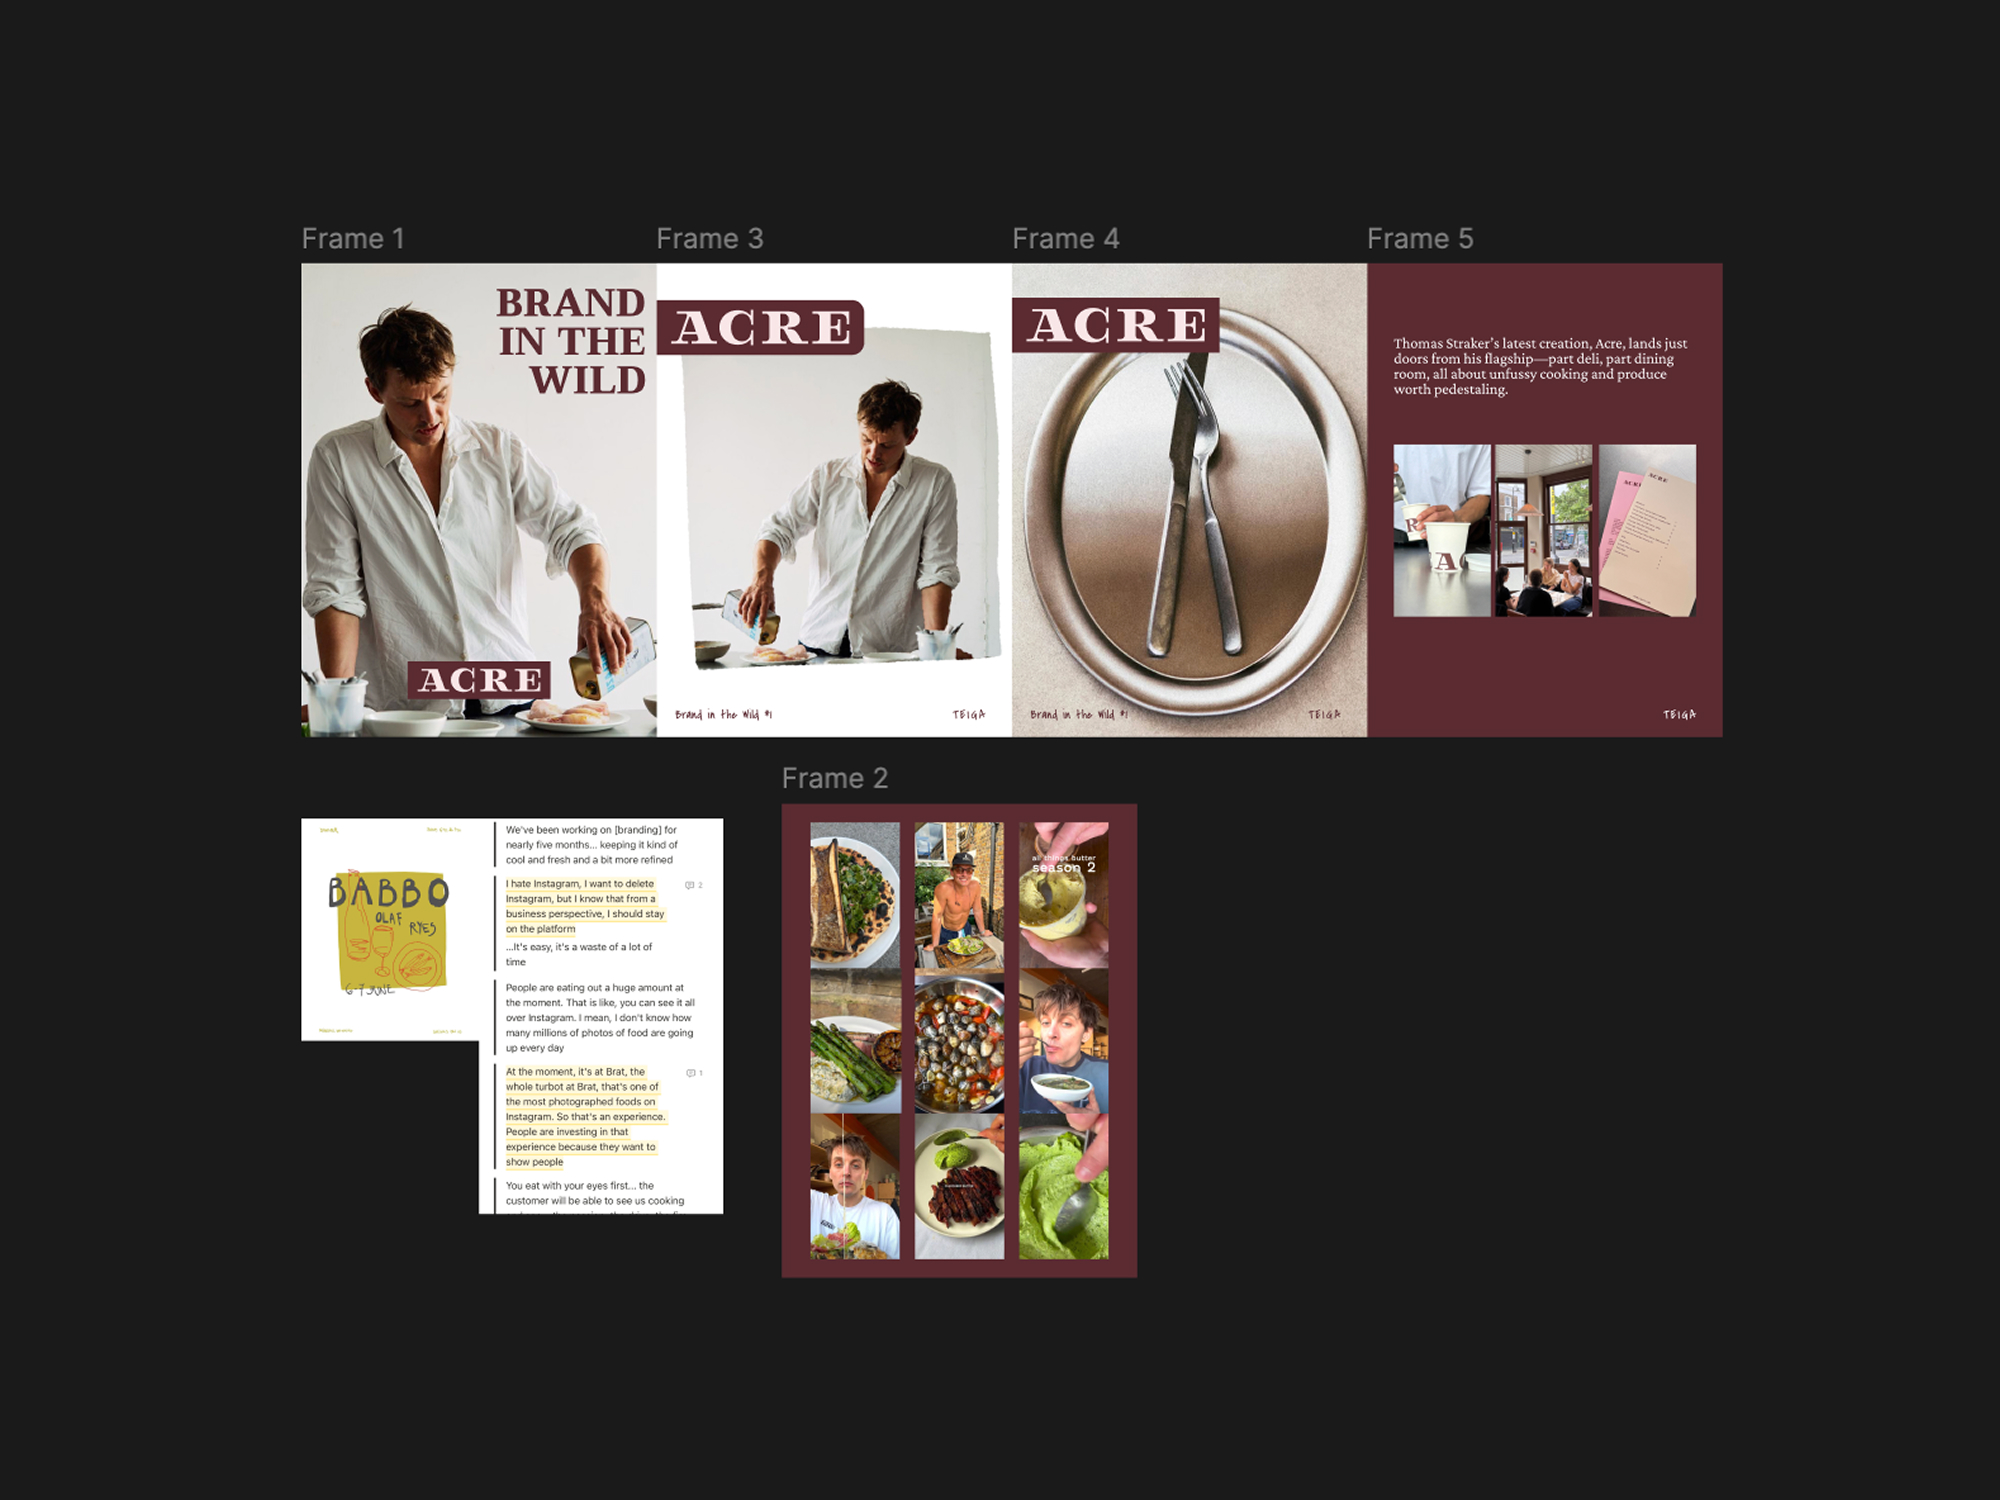 Frame 1
Frame 3
Frame 4
Frame 5
BRAND
IN THE
WILD
ACRE
ACRE
Brand in the Wild #1
TEIGA
ACRE
Brand in the Wild #1
TEIGA
Thomas Straker's latest creation, Acre, lands just
doors from his flagship—part deli, part dining
room, all about unfussy cooking and produce
worth pedestaling.
R
A
ACRE
TEIGA
BABBO
OLAF
RYES
6-7 JUNE
We've been working on [branding] for
nearly five months... keeping it kind of
cool and fresh and a bit more refined
I hate Instagram, I want to delete
Instagram, but I know that from a
business perspective, I should stay
on the platform
2
...It's easy, it's a waste of a lot of
time
People are eating out a huge amount at
the moment. That is like, you can see it all
over Instagram. I mean, I don't know how
many millions of photos of food are going
up every day
At the moment, it's at Brat, the
whole turbot at Brat, that's one of
the most photographed foods on
Instagram. So that's an experience.
People are investing in that
experience because they want to
show people
1
You eat with your eyes first... the
customer will be able to see us cooking
Frame 2
all things butter
season 2